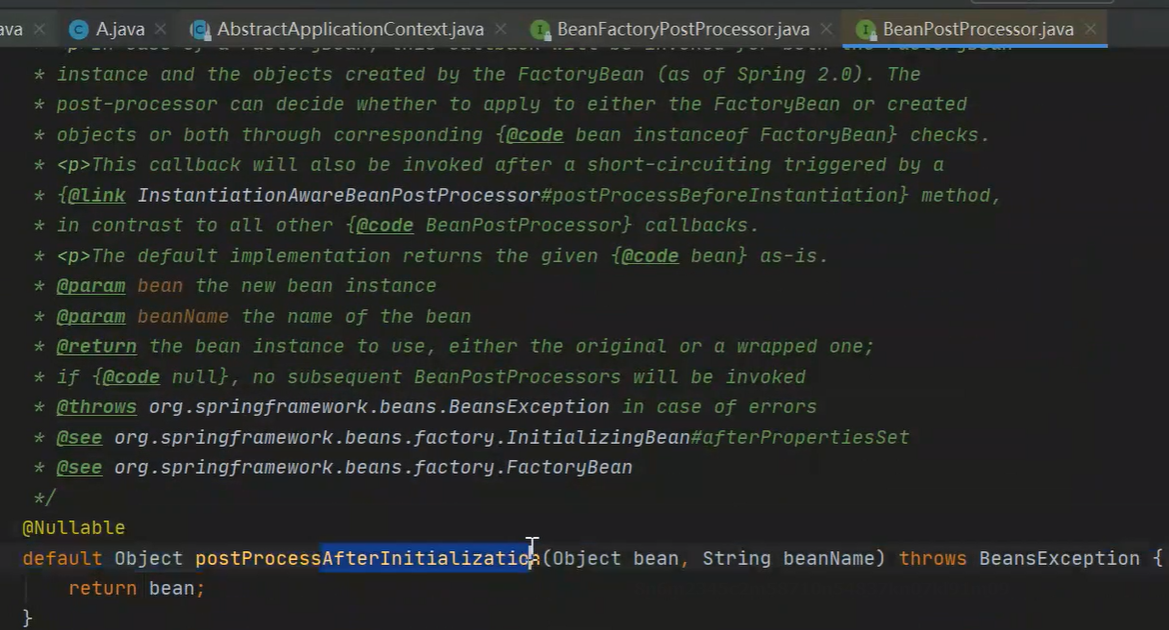 ava
A.java
AbstractApplicationContext.java
BeanFactoryPostProcessor.java
BeanPostProcessor.java
* instance and the objects created by the FactoryBean (as of Spring 2.0). The
* post-processor can decide whether to apply to either the FactoryBean or created
* objects or both through corresponding {@code bean instanceof FactoryBean} checks.
* <p>This callback will also be invoked after a short-circuiting triggered by a
* {@link InstantiationAwareBeanPostProcessor#postProcessBeforeInstantiation} method,
* in contrast to all other {@code BeanPostProcessor} callbacks.
* <p>The default implementation returns the given {@code bean} as-is.
* @param bean the new bean instance
* @param beanName the name of the bean
* @return the bean instance to use, either the original or a wrapped one;
* if {@code null}, no subsequent BeanPostProcessors will be invoked
* @throws org.springframework.beans.BeansException in case of errors
* @see org.springframework.beans.factory.InitializingBean#afterPropertiesSet
* @see org.springframework.beans.factory.FactoryBean
*/
@Nullable
default Object postProcessAfterInitialization(Object bean, String beanName) throws BeansException {
return bean;
}